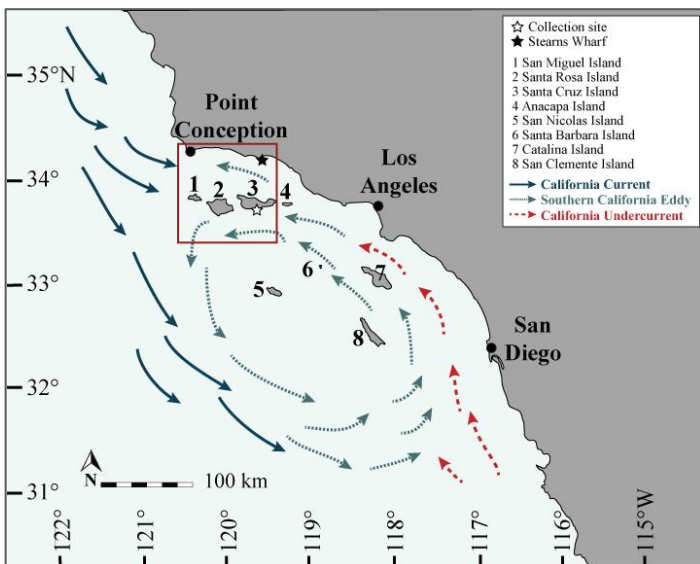 Collection site
Stearns Wharf
1 San Miguel Island
2 Santa Rosa Island
3 Santa Cruz Island
4 Anacapa Island
5 San Nicolas Island
6 Santa Barbara Island
7 Catalina Island
8 San Clemente Island
California Current
Southern California Eddy
California Undercurrent
35°N
Point
Conception
Los
Angeles
34°
1
2
3
4
33°
5
6
7
8
San
Diego
32°
31°
N
100 km
-122°
-121°
-120°
-119°
-118°
-117°
-116°
-115°W